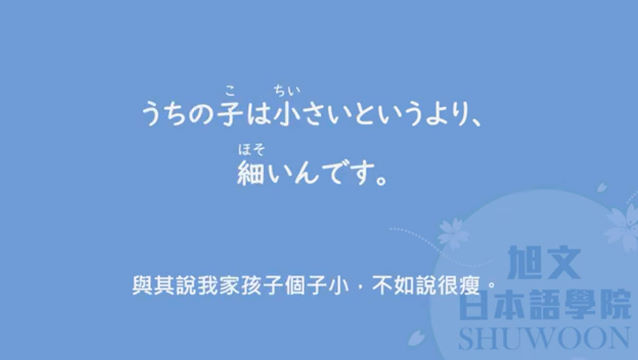 こ ちい
うちの子は小さいというより、
ほそ
細いんです。
與其說我家孩子個子小，不如說很瘦。
旭文
日本語學院
SHUWOON